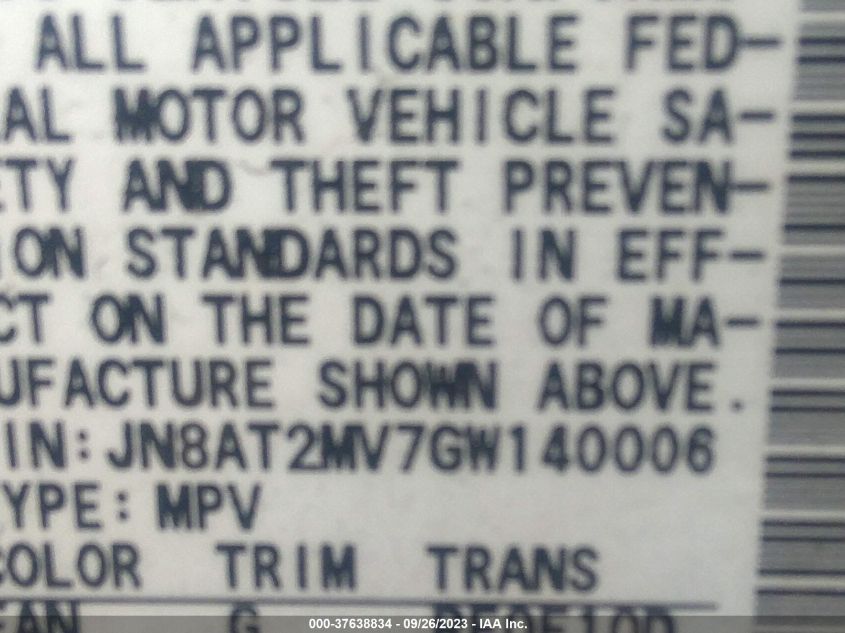 ALL APPLICABLE FED-
AL MOTOR VEHICLE SA-
ETY AND THEFT PREVEN-
ION STANDARDS IN EFF-
CT ON THE DATE OF MA-
UFACTURE SHOWN ABOVE.
IN: JN8AT2MV7GW140006
TYPE: MPV
COLOR TRIM TRANS
G
000-37638834 - 09/26/2023 - IAA Inc.